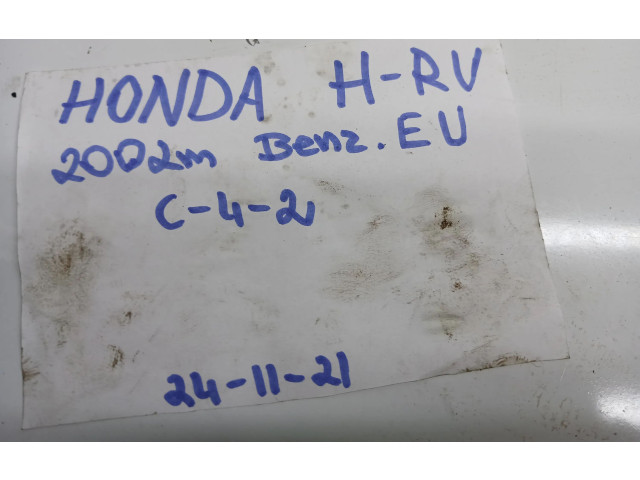 HONDA H-RV
2002m Benz. EU
C-4-2
24-11-21